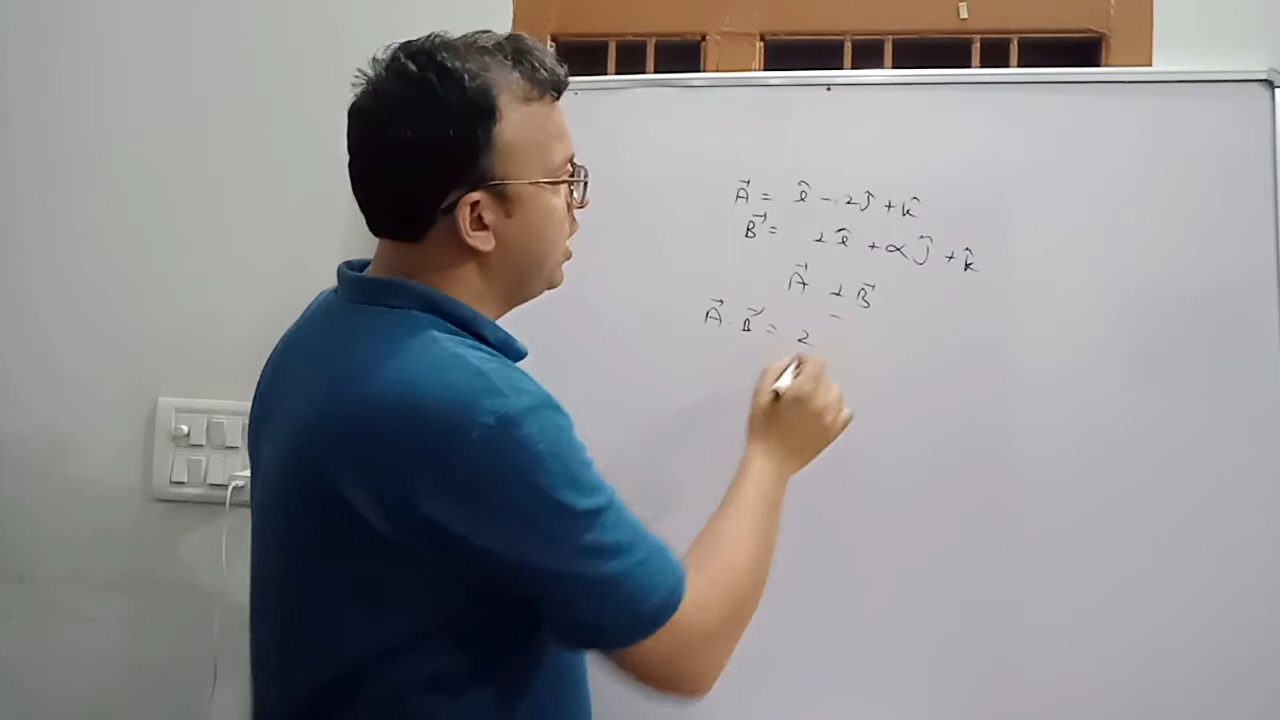 A⃗ = î - 2ĵ + k̂
B⃗ = 2î + αĵ + k̂
A⃗ ⊥ B⃗
A⃗ . B⃗ = 2